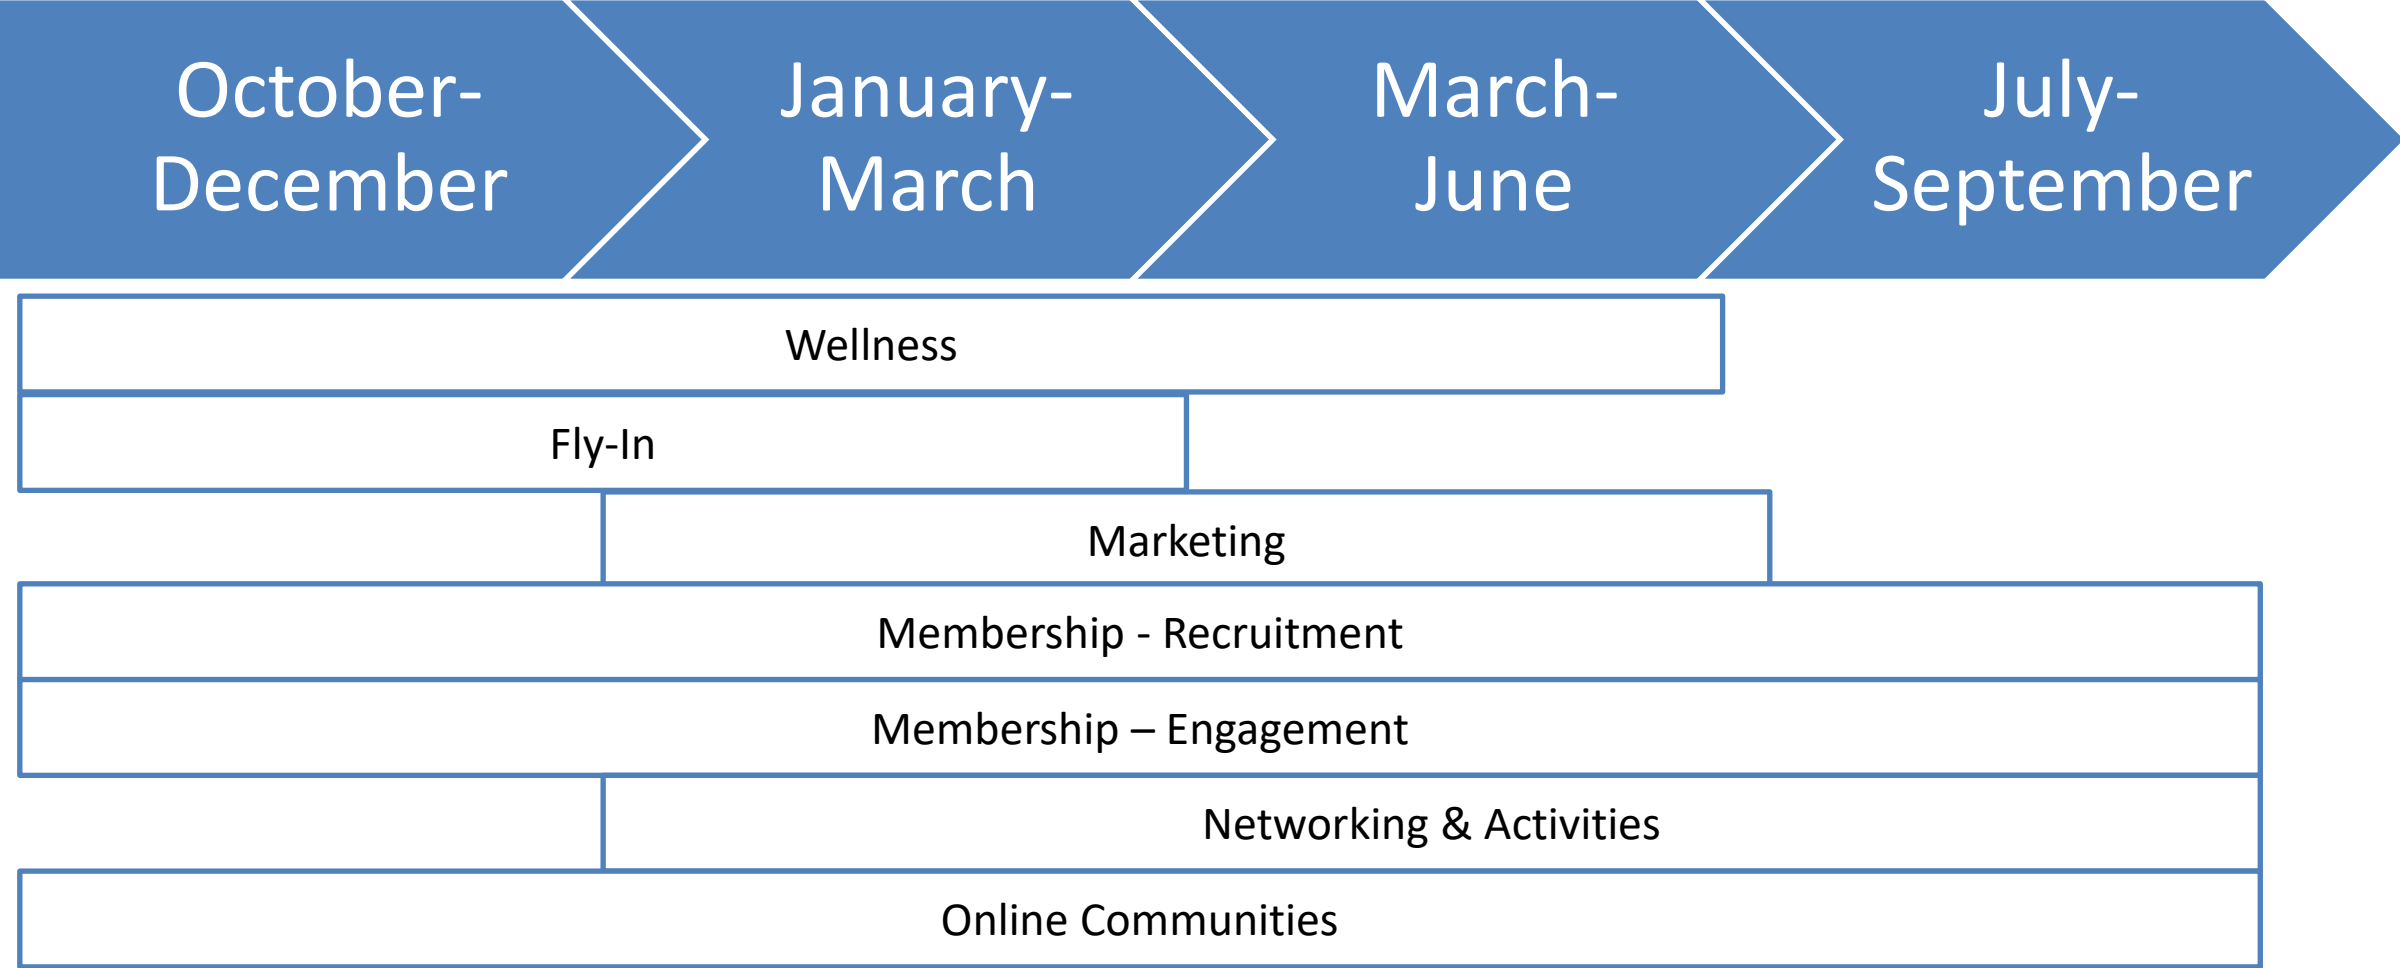 October-
December
January-
March
March-
June
July-
September
Wellness
Fly-In
Marketing
Membership - Recruitment
Membership – Engagement
Networking & Activities
Online Communities